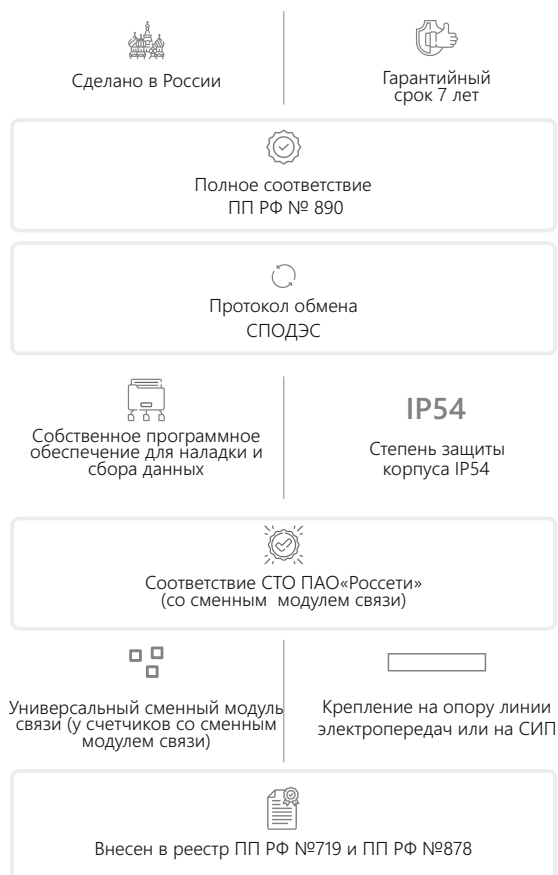 Сделано в России
Гарантийный
срок 7 лет
Полное соответствие
ПП РФ № 890
Протокол обмена
СПОДЭС
Собственное программное
обеспечение для наладки и
сбора данных
IP54
Степень защиты
корпуса IP54
Соответствие СТО ПАО«Россети»
(со сменным модулем связи)
Универсальный сменный модуль
связи (у счетчиков со сменным
модулем связи)
Крепление на опору линии
электропередач или на СИП
Внесен в реестр ПП РФ №719 и ПП РФ №878